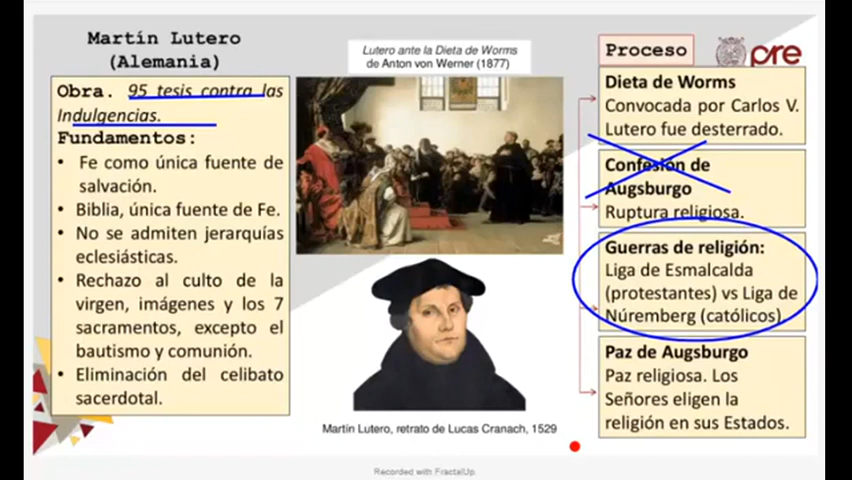 Martín Lutero
(Alemania)
Obra. 95 tesis contra las
Indulgencias.
Fundamentos:
• Fe como única fuente de
salvación.
• Biblia, única fuente de Fe.
• No se admiten jerarquías
eclesiásticas.
• Rechazo al culto de la
virgen, imágenes y los 7
sacramentos, excepto el
bautismo y comunión.
• Eliminación del celibato
sacerdotal.
Lutero ante la Dieta de Worms
de Anton von Werner (1877)
Martín Lutero, retrato de Lucas Cranach, 1529
Proceso
pre
Dieta de Worms
Convocada por Carlos V.
Lutero fue desterrado.
Confesión de
Augsburgo
Ruptura religiosa.
Guerras de religión:
Liga de Esmalcalda
(protestantes) vs Liga de
Núremberg (católicos)
Paz de Augsburgo
Paz religiosa. Los
Señores eligen la
religión en sus Estados.
Recorded with FractalUp.